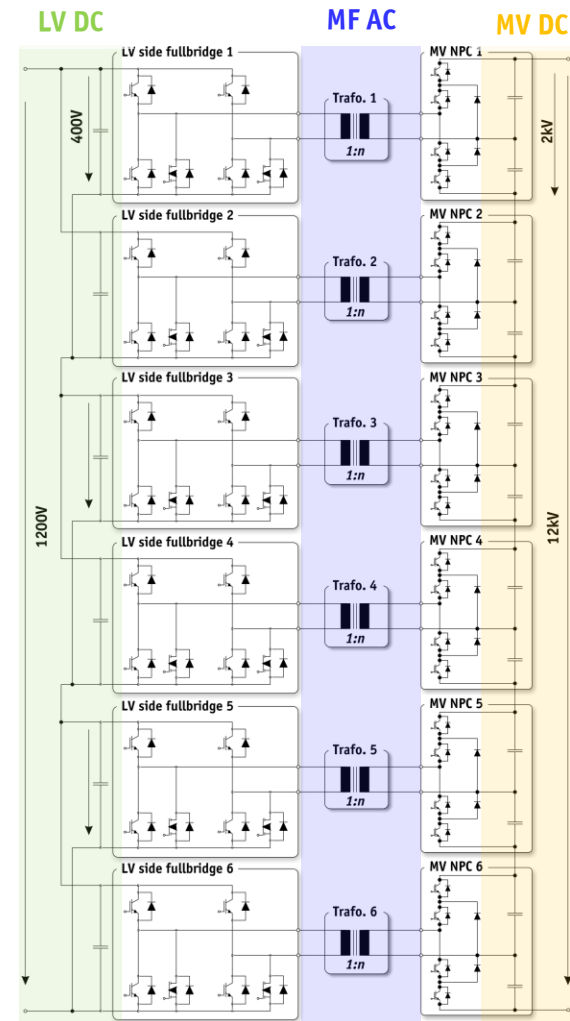 LV DC
MF AC
MV DC
LV side fullbridge 1
MV NPC 1
400V
Trafo. 1
1:n
2kV
LV side fullbridge 2
MV NPC 2
Trafo. 2
1:n
LV side fullbridge 3
MV NPC 3
Trafo. 3
1:n
1200V
12kV
LV side fullbridge 4
MV NPC 4
Trafo. 4
1:n
LV side fullbridge 5
MV NPC 5
Trafo. 5
1:n
LV side fullbridge 6
MV NPC 6
Trafo. 6
1:n